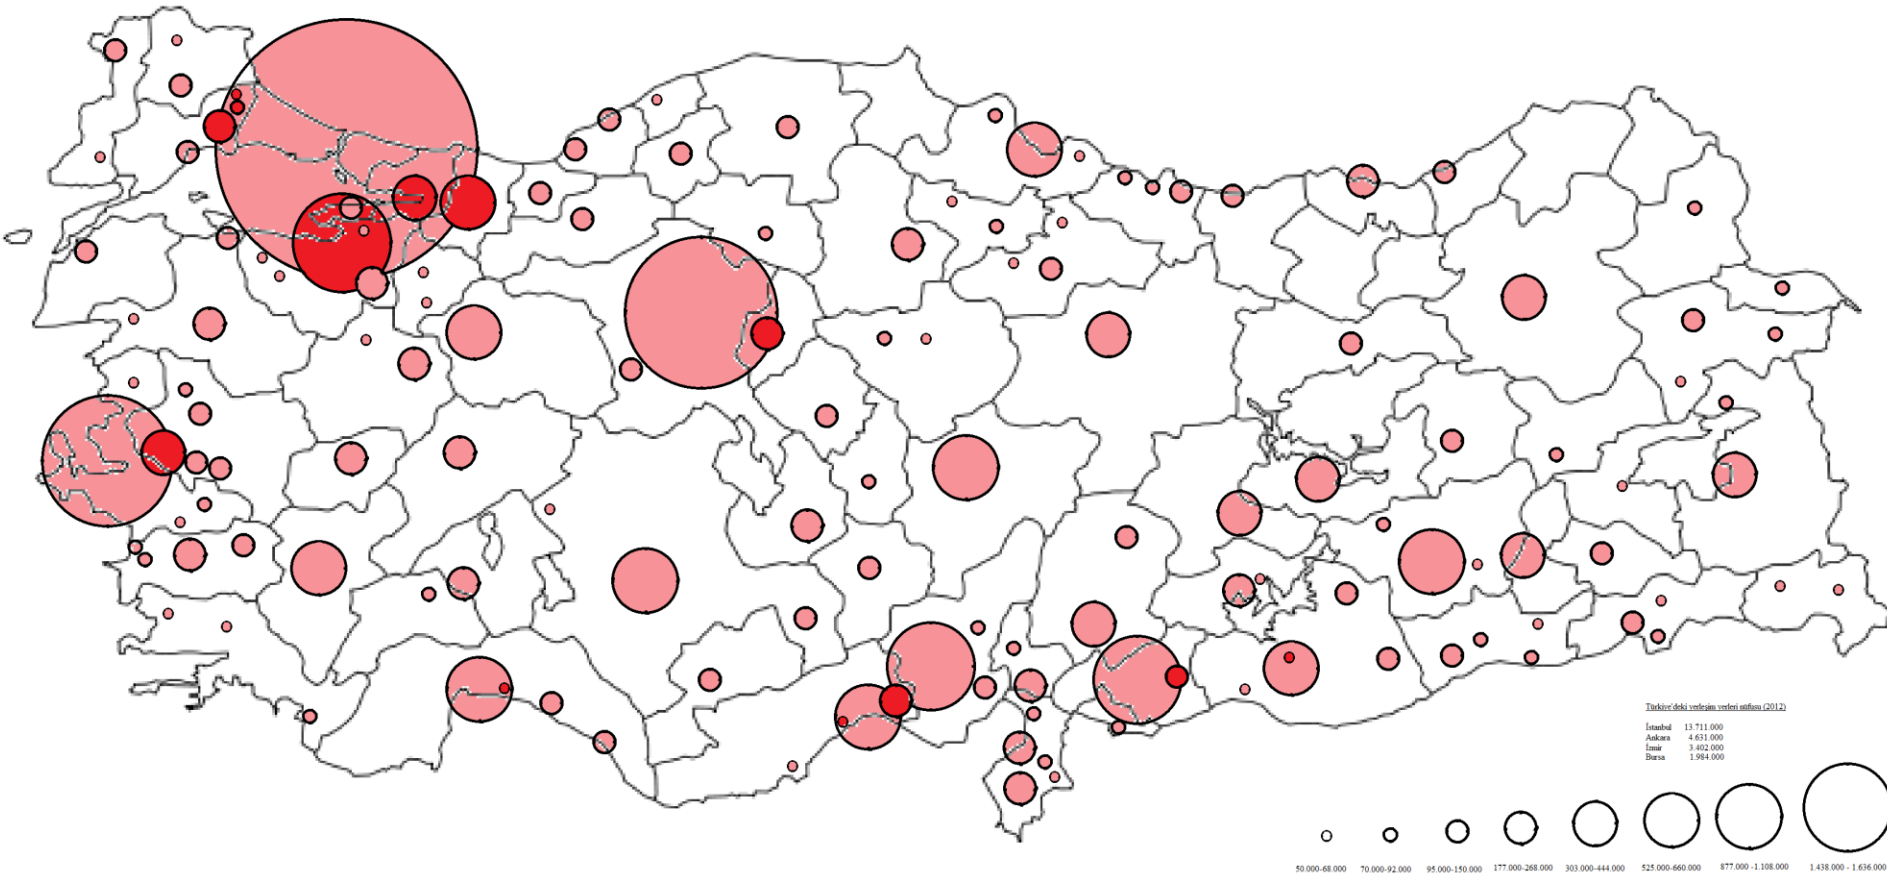 Türkiye'deki yerleşim yerleri nüfusu (2012)
İstanbul 13.711.000
Ankara 4.631.000
İzmir 3.402.000
Bursa 1.984.000
50.000-68.000 70.000-92.000 95.000-150.000 177.000-268.000 303.000-444.000 525.000-660.000 877.000 -1.108.000 1.438.000 - 1.636.000